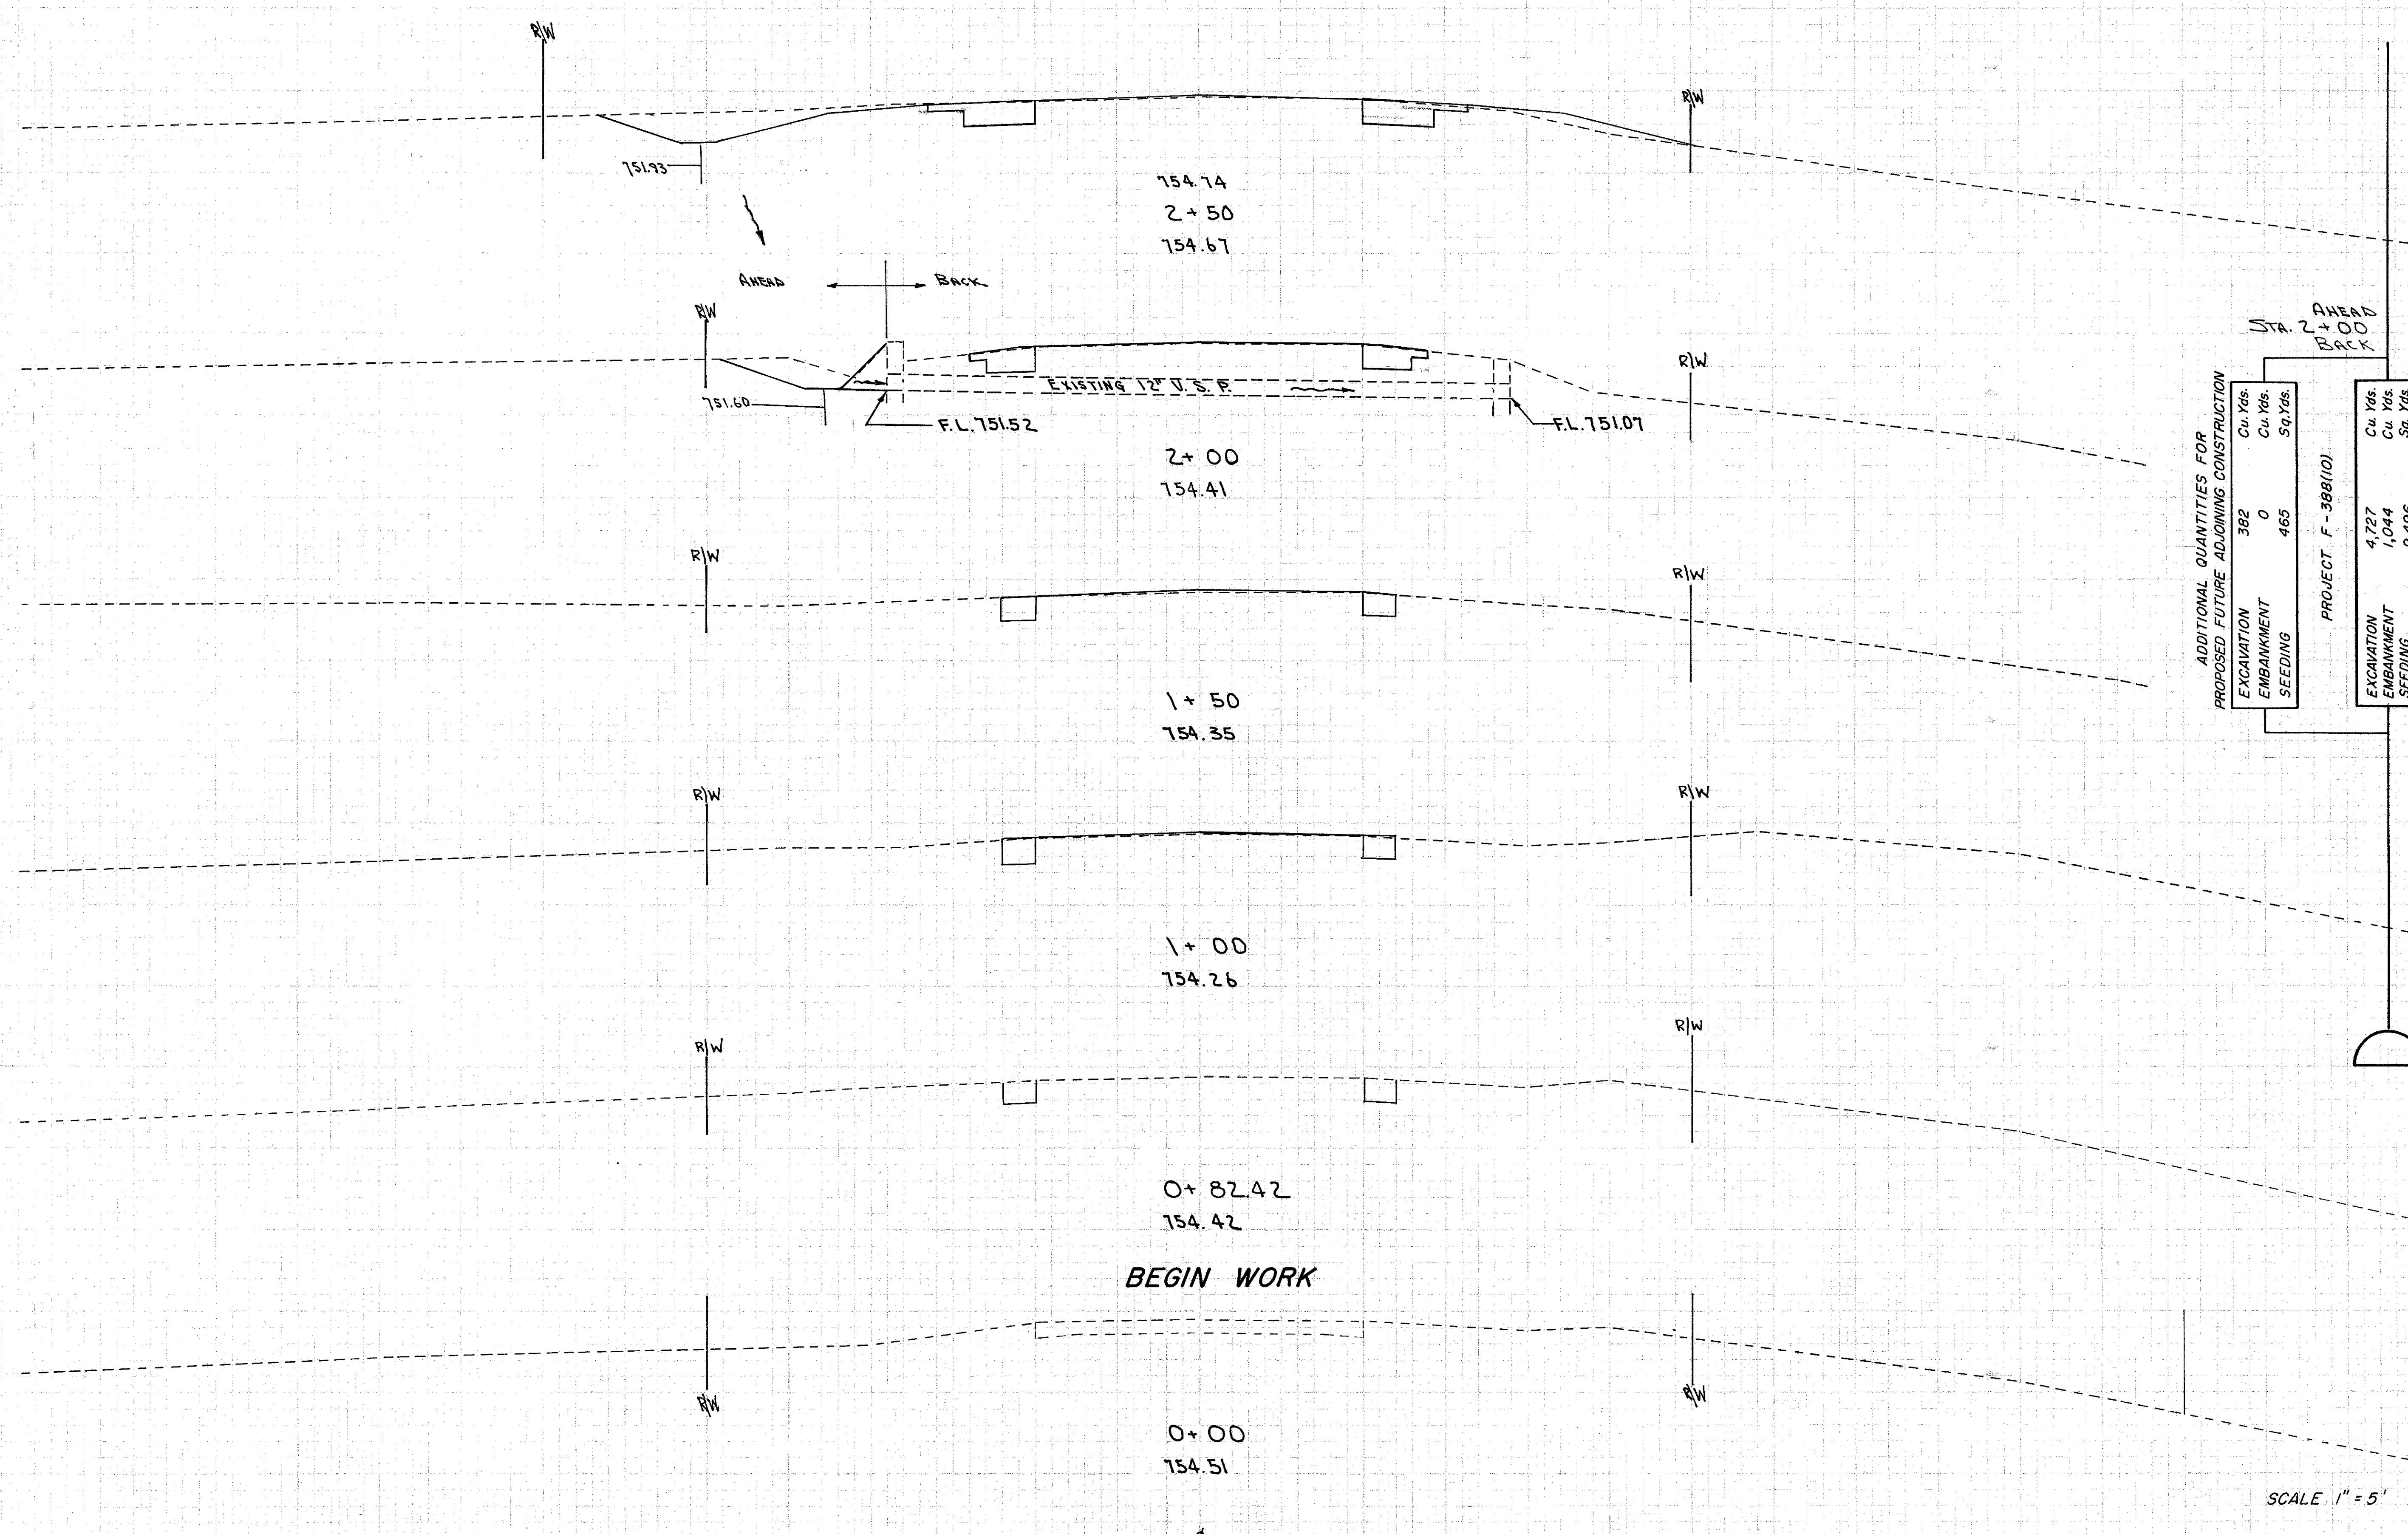 R/W
R/W
751.93
754.74
2+50
754.67
AHEAD
BACK
R/W
R/W
EXISTING 12" V.S.P.
751.60
F.L.751.52
F.L.751.07
2+00
754.41
R/W
R/W
1+50
754.35
R/W
R/W
1+00
754.26
R/W
R/W
0+82.42
754.42
BEGIN WORK
R/W
R/W
0+00
754.51
AHEAD
STA. 2+00
BACK
ADDITIONAL QUANTITIES FOR
PROPOSED FUTURE ADJOINING CONSTRUCTION
EXCAVATION 382 Cu.Yds.
EMBANKMENT 0 Cu.Yds.
SEEDING 465 Sq.Yds.
PROJECT F-388(10)
EXCAVATION 4,727 Cu. Yds.
EMBANKMENT 1,044 Cu. Yds.
SEEDING Sq. Yds.
SCALE 1" = 5'